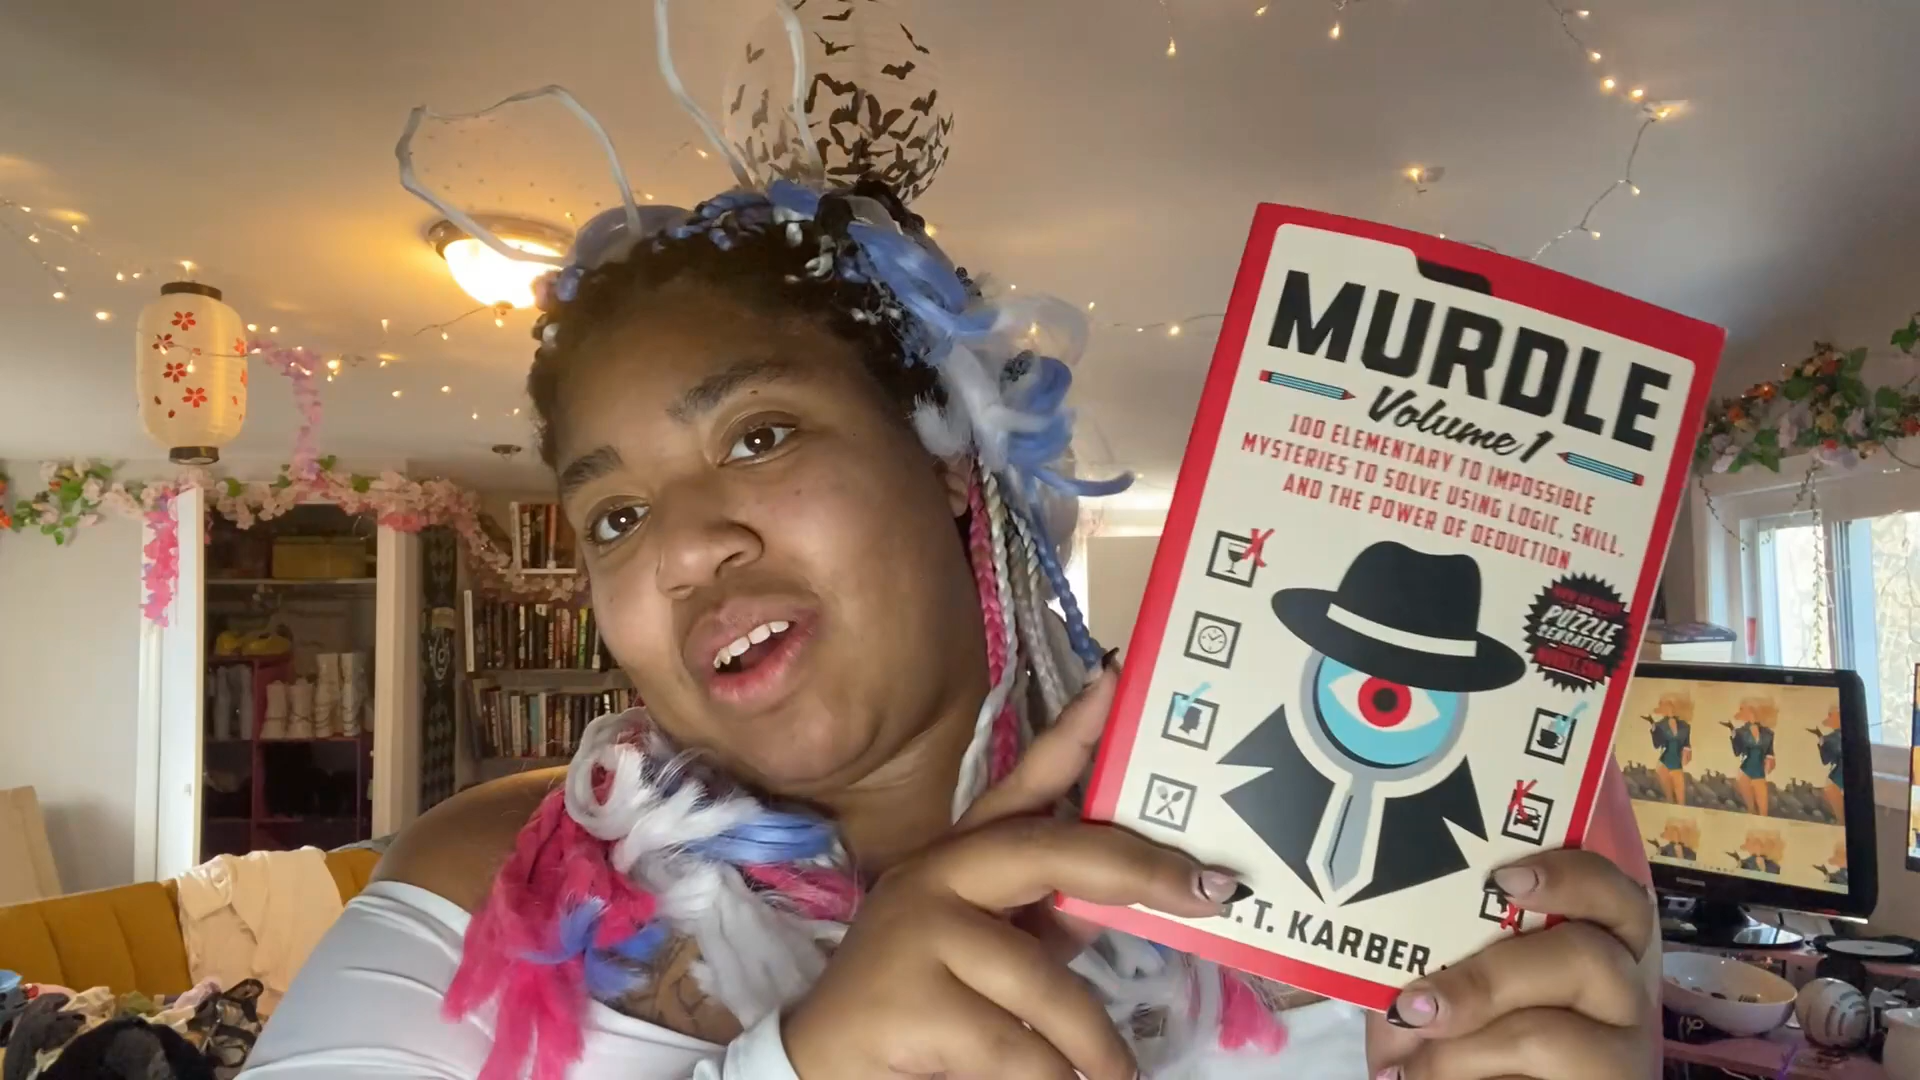 MURDLE
Volume 1
100 ELEMENTARY TO IMPOSSIBLE
MYSTERIES TO SOLVE USING LOGIC, SKILL,
AND THE POWER OF DEDUCTION
PUZZLE
SENSATION
.T. KARBER